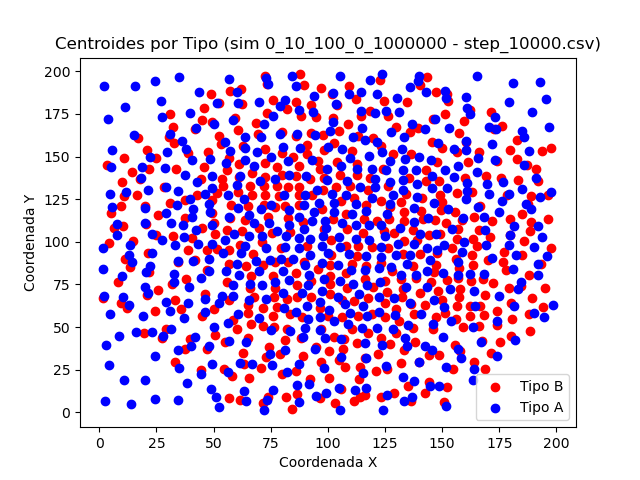 Centroides por Tipo (sim 0_10_100_0_1000000 - step_10000.csv)
Coordenada Y
200
175
150
125
100
75
50
25
0
Tipo B
Tipo A
0 25 50 75 100 125 150 175 200
Coordenada X